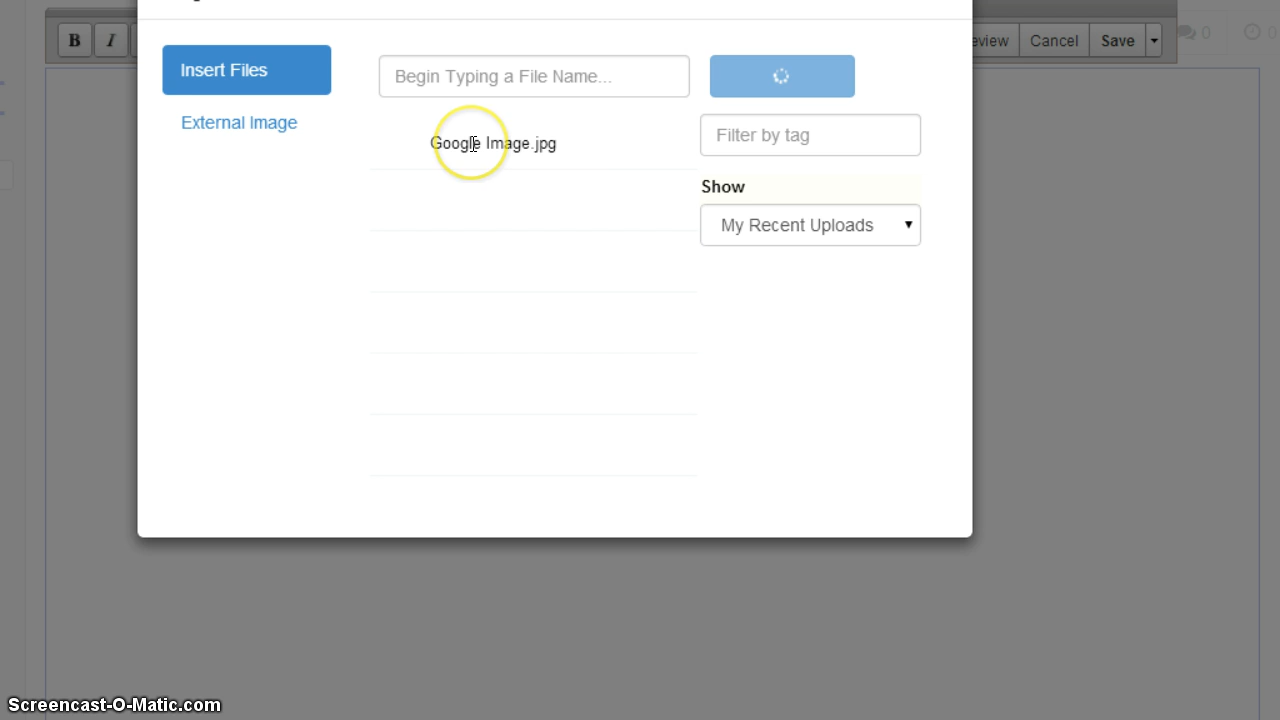 B I
eview Cancel Save 0 0
Insert Files
Begin Typing a File Name...
External Image
Google Image.jpg
Filter by tag
Show
My Recent Uploads
Screencast-O-Matic.com